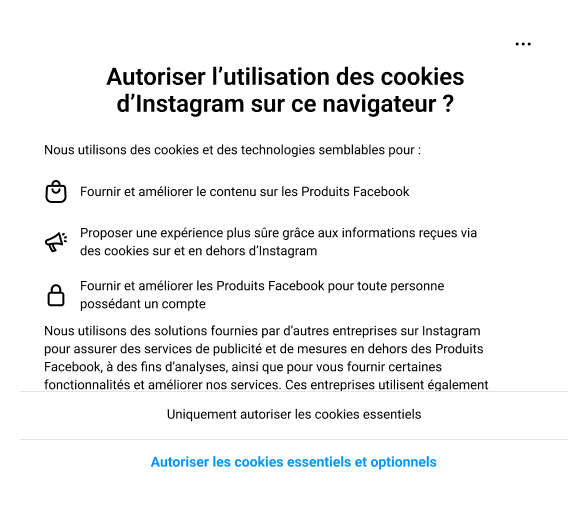 Autoriser l’utilisation des cookies
d’Instagram sur ce navigateur ?
Nous utilisons des cookies et des technologies semblables pour :
Fournir et améliorer le contenu sur les Produits Facebook
Proposer une expérience plus sûre grâce aux informations reçues via
des cookies sur et en dehors d’Instagram
Fournir et améliorer les Produits Facebook pour toute personne
possédant un compte
Nous utilisons des solutions fournies par d’autres entreprises sur Instagram
pour assurer des services de publicité et de mesures en dehors des Produits
Facebook, à des fins d’analyses, ainsi que pour vous fournir certaines
fonctionnalités et améliorer nos services. Ces entreprises utilisent également
Uniquement autoriser les cookies essentiels
Autoriser les cookies essentiels et optionnels